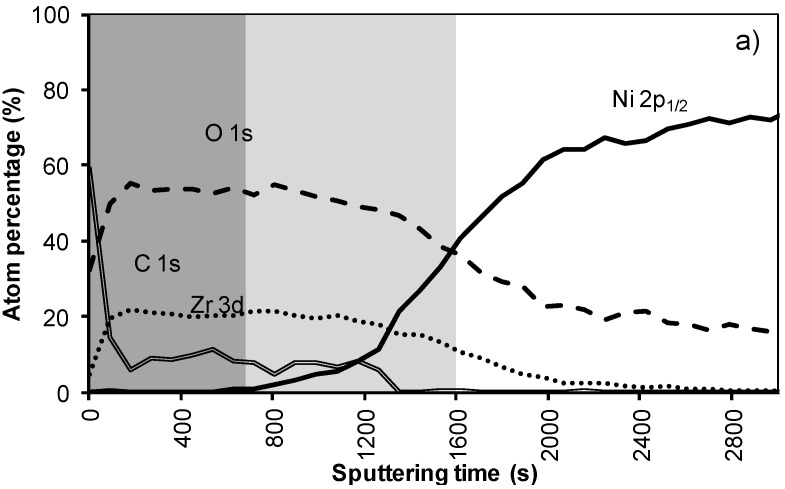 100
80
60
40
20
0
Atom percentage (%)
a)
Ni 2p1/2
O 1s
C 1s
Zr 3d
0
400
800
1200
1600
2000
2400
2800
Sputtering time (s)